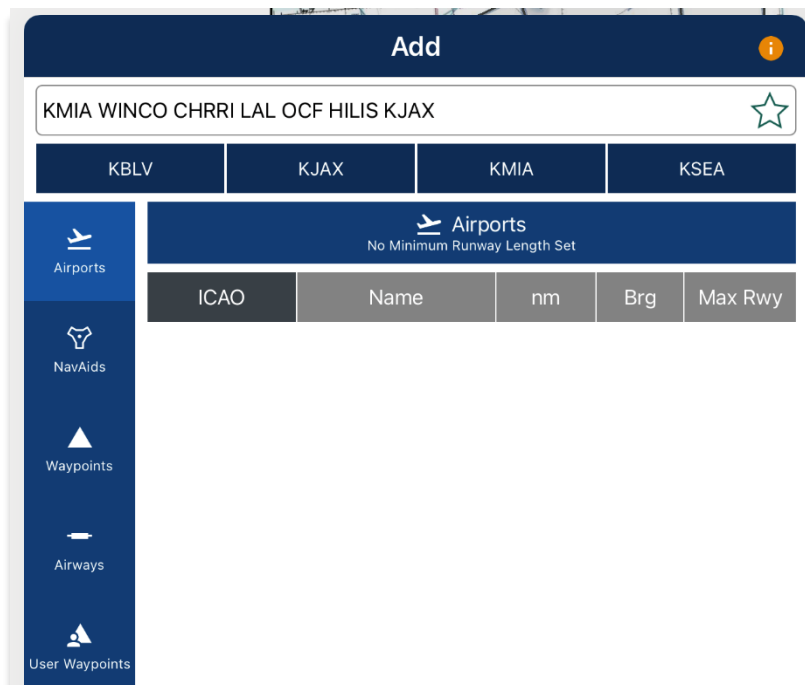 Add
KMIA WINCO CHRRI LAL OCF HILIS KJAX
KBLV KJAX KMIA KSEA
Airports
Airports
No Minimum Runway Length Set
ICAO Name nm Brg Max Rwy
NavAids
Waypoints
Airways
User Waypoints